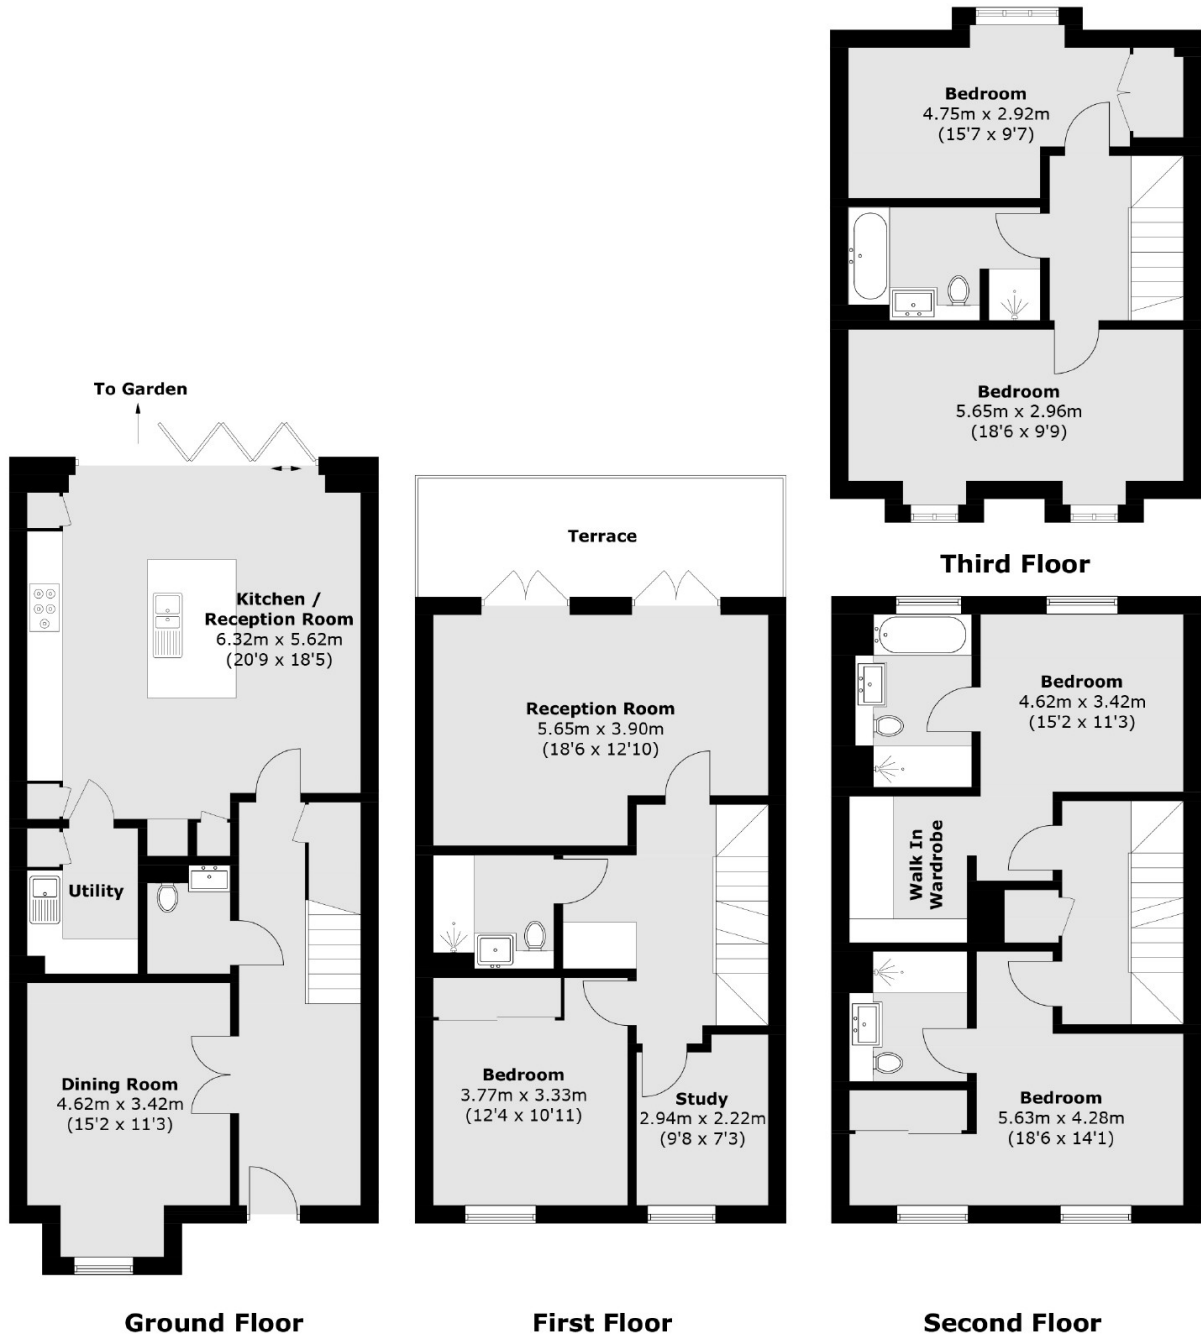 Bedroom
4.75m x 2.92m
(15'7 x 9'7)
Bedroom
5.65m x 2.96m
(18'6 x 9'9)
Third Floor
To Garden
Kitchen /
Reception Room
6.32m x 5.62m
(20'9 x 18'5)
Utility
Dining Room
4.62m x 3.42m
(15'2 x 11'3)
Ground Floor
Terrace
Reception Room
5.65m x 3.90m
(18'6 x 12'10)
Bedroom
3.77m x 3.33m
(12'4 x 10'11)
Study
2.94m x 2.22m
(9'8 x 7'3)
First Floor
Bedroom
4.62m x 3.42m
(15'2 x 11'3)
Walk In
Wardrobe
Bedroom
5.63m x 4.28m
(18'6 x 14'1)
Second Floor